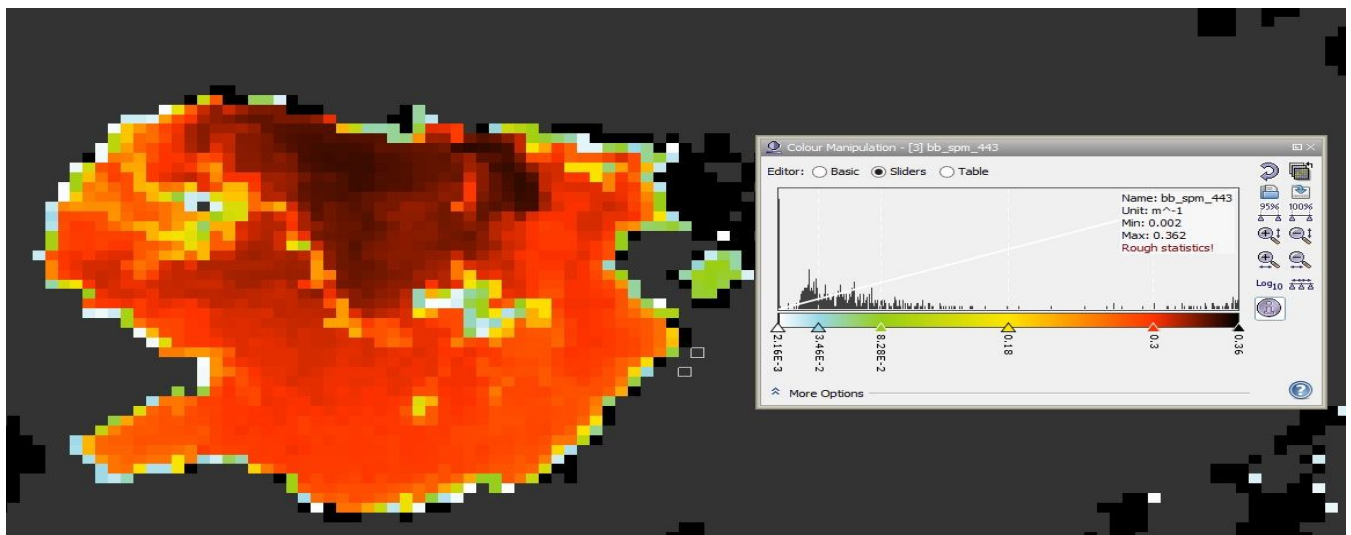 Colour Manipulation - [3] bb_spm_443
Editor: Basic Sliders Table
Name: bb_spm_443
Unit: m^-1
Min: 0.002
Max: 0.362
Rough statistics!
95% 100%
Log10
2.16E-3 3.46E-2 8.28E-2 0.18 0.3 0.36
More Options